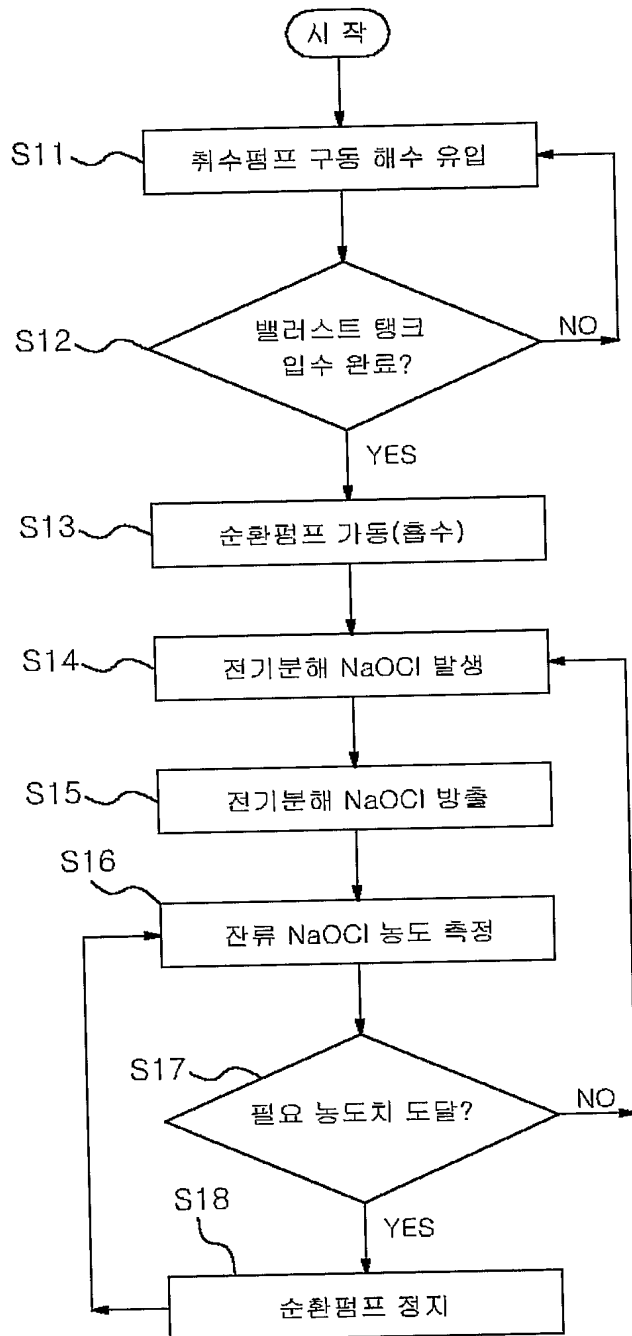 시 작
S11
취수펌프 구동 해수 유입
S12
밸러스트 탱크
입수 완료?
NO
YES
S13
순환펌프 가동(흡수)
S14
전기분해 NaOCl 발생
S15
전기분해 NaOCl 방출
S16
잔류 NaOCl 농도 측정
S17
필요 농도치 도달?
NO
YES
S18
순환펌프 정지